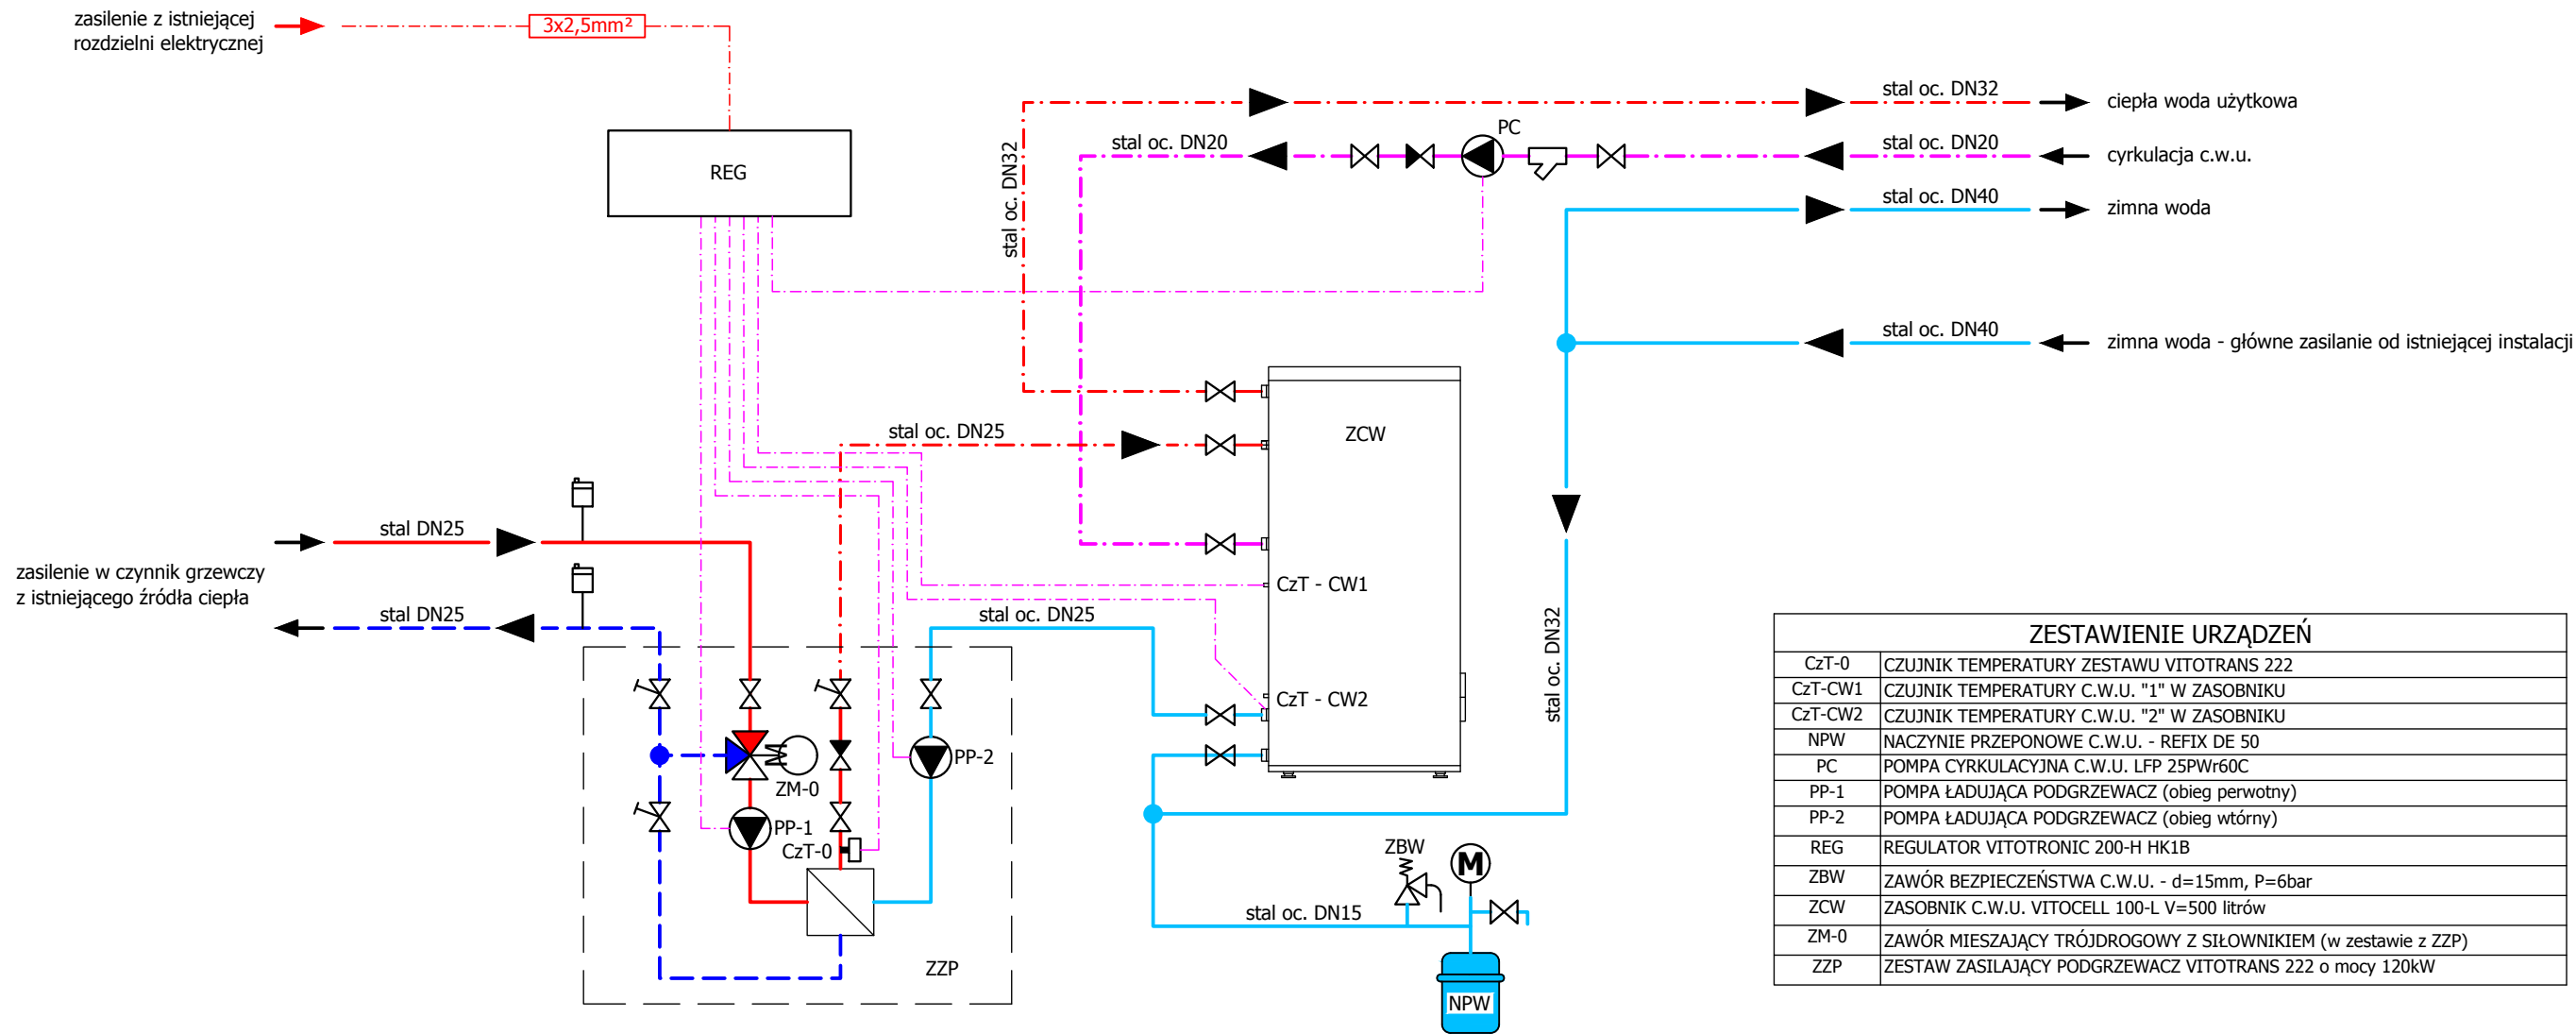 zasilenie z istniejącej
rozdzielni elektrycznej
3x2,5mm²
REG
stal oc. DN32
ciepła woda użytkowa
PC
stal oc. DN20
stal oc. DN20
cyrkulacja c.w.u.
stal oc. DN32
stal oc. DN40
zimna woda
stal oc. DN40
zimna woda - główne zasilanie od istniejącej instalacji
stal oc. DN25
ZCW
stal DN25
zasilenie w czynnik grzewczy
z istniejącego źródła ciepła
stal DN25
CzT - CW1
stal oc. DN25
stal oc. DN32
CzT - CW2
PP-2
ZM-0
PP-1
CzT-0
ZBW
M
stal oc. DN15
ZZP
NPW
ZESTAWIENIE URZĄDZEŃ
CzT-0 CZUJNIK TEMPERATURY ZESTAWU VITOTRANS 222
CzT-CW1 CZUJNIK TEMPERATURY C.W.U. "1" W ZASOBNIKU
CzT-CW2 CZUJNIK TEMPERATURY C.W.U. "2" W ZASOBNIKU
NPW NACZYNIE PRZEPONOWE C.W.U. - REFIX DE 50
PC POMPA CYRKULACYJNA C.W.U. LFP 25PWr60C
PP-1 POMPA ŁADUJĄCA PODGRZEWACZ (obieg perwotny)
PP-2 POMPA ŁADUJĄCA PODGRZEWACZ (obieg wtórny)
REG REGULATOR VITOTRONIC 200-H HK1B
ZBW ZAWÓR BEZPIECZEŃSTWA C.W.U. - d=15mm, P=6bar
ZCW ZASOBNIK C.W.U. VITOCELL 100-L V=500 litrów
ZM-0 ZAWÓR MIESZAJĄCY TRÓJDROGOWY Z SIŁOWNIKIEM (w zestawie z ZZP)
ZZP ZESTAW ZASILAJĄCY PODGRZEWACZ VITOTRANS 222 o mocy 120kW